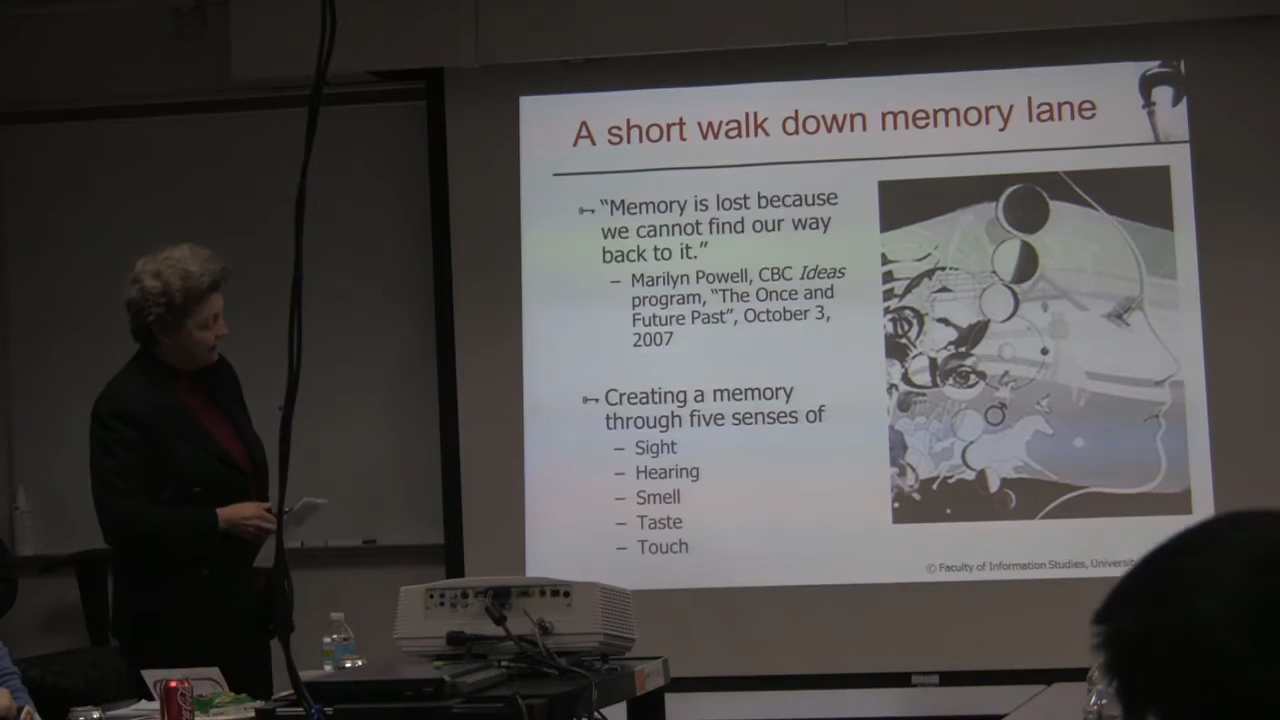 A short walk down memory lane
“Memory is lost because
we cannot find our way
back to it.”
– Marilyn Powell, CBC Ideas
program, “The Once and
Future Past”, October 3,
2007
Creating a memory
through five senses of
– Sight
– Hearing
– Smell
– Taste
– Touch
© Faculty of Information Studies,